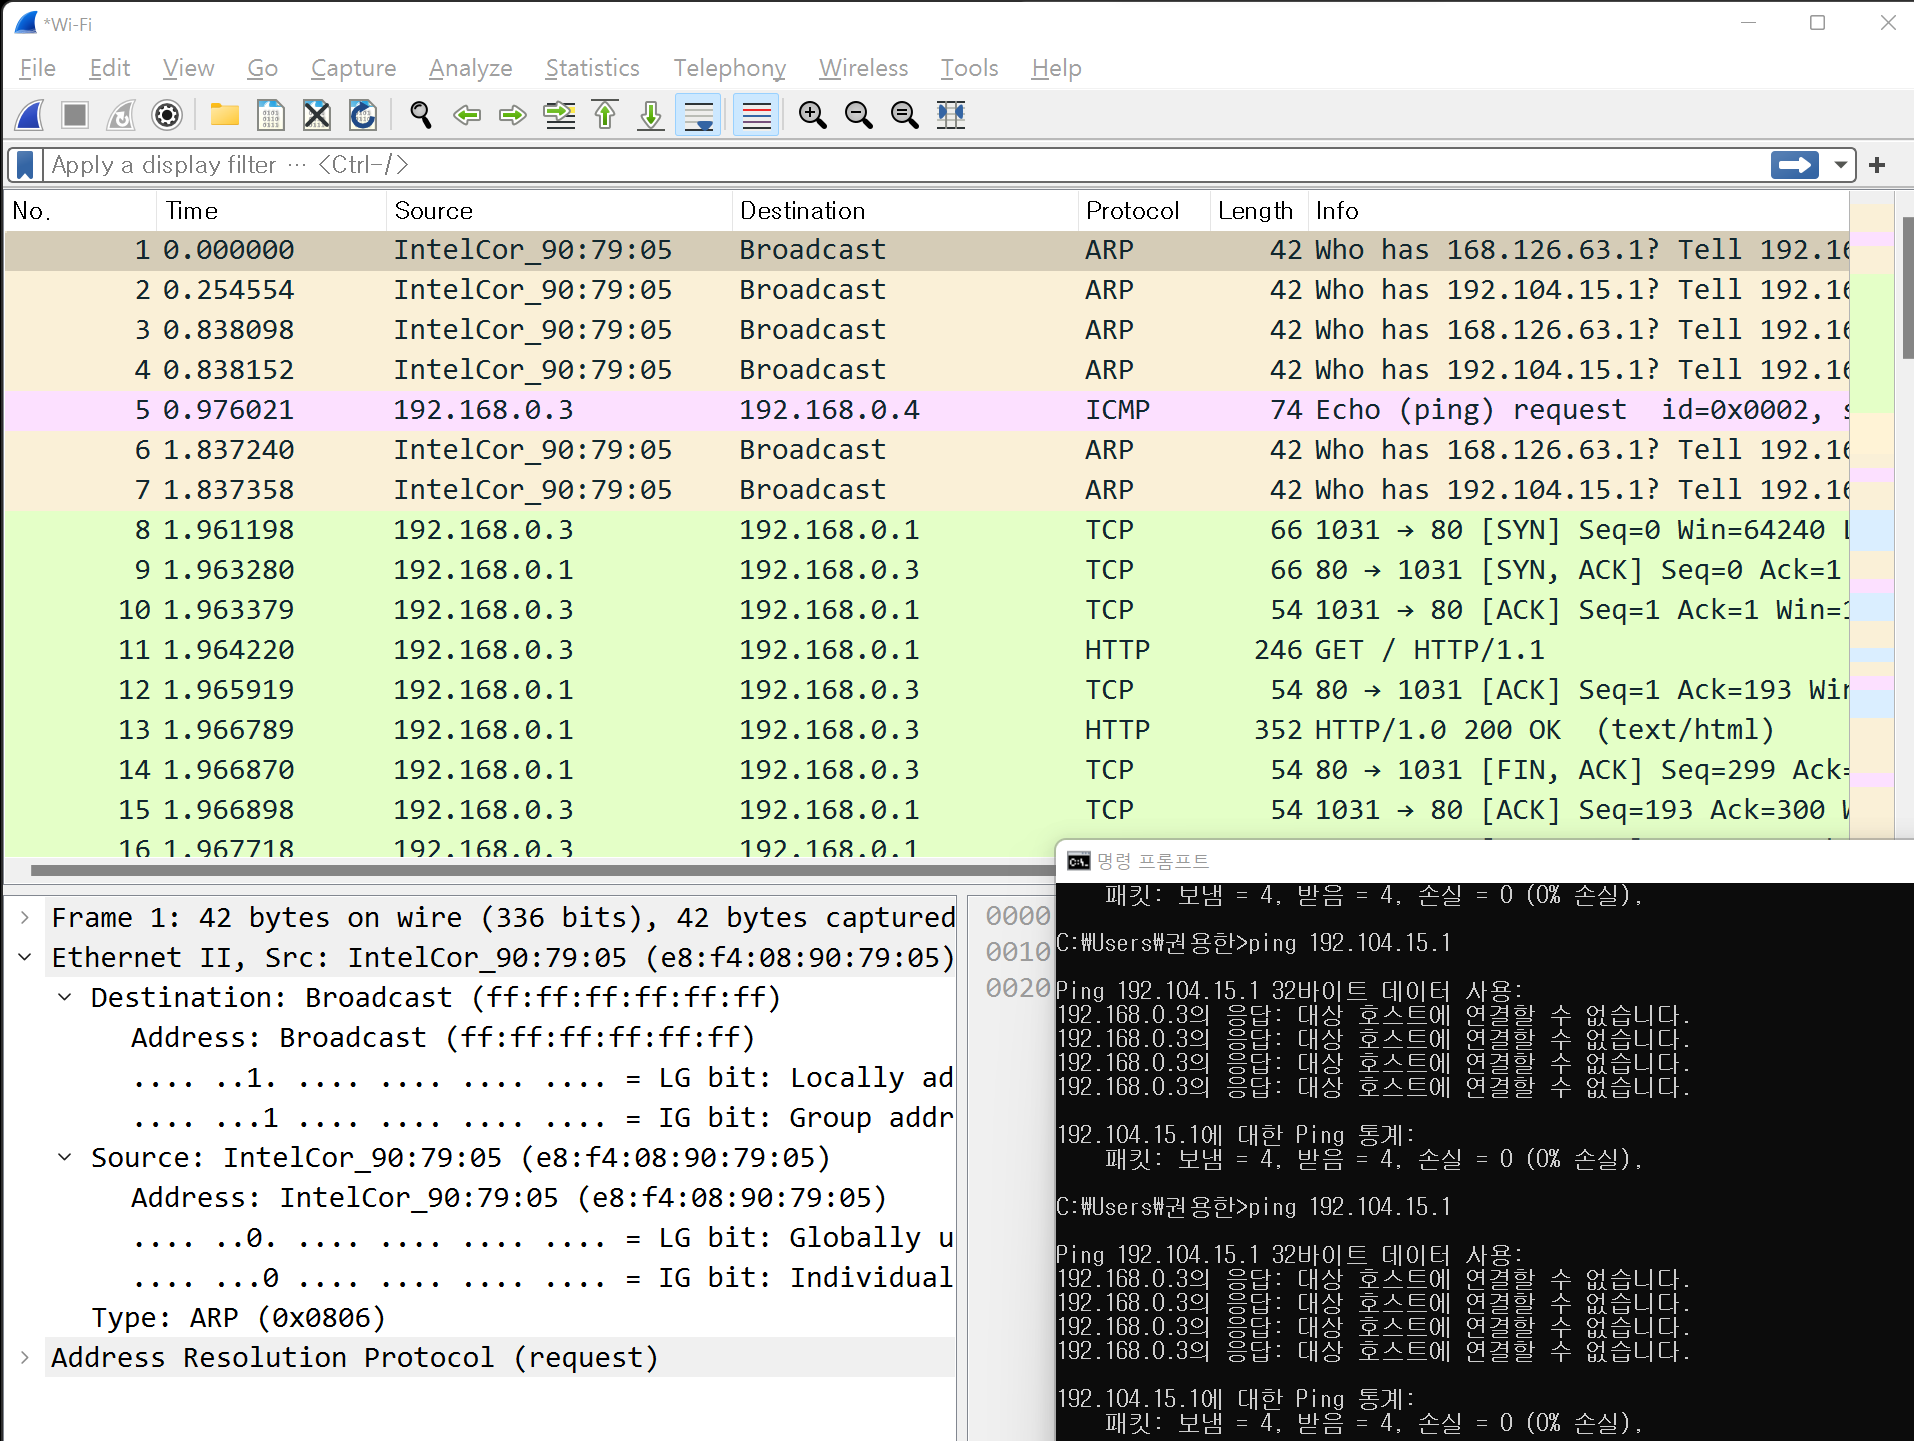 *Wi-Fi
File Edit View Go Capture Analyze Statistics Telephony Wireless Tools Help
Apply a display filter … <Ctrl-/>
No. Time Source Destination Protocol Length Info
1 0.000000 IntelCor_90:79:05 Broadcast ARP 42 Who has 168.126.63.1? Tell 192.16
2 0.254554 IntelCor_90:79:05 Broadcast ARP 42 Who has 192.104.15.1? Tell 192.16
3 0.838098 IntelCor_90:79:05 Broadcast ARP 42 Who has 168.126.63.1? Tell 192.16
4 0.838152 IntelCor_90:79:05 Broadcast ARP 42 Who has 192.104.15.1? Tell 192.16
5 0.976021 192.168.0.3 192.168.0.4 ICMP 74 Echo (ping) request id=0x0002, s
6 1.837240 IntelCor_90:79:05 Broadcast ARP 42 Who has 168.126.63.1? Tell 192.16
7 1.837358 IntelCor_90:79:05 Broadcast ARP 42 Who has 192.104.15.1? Tell 192.16
8 1.961198 192.168.0.3 192.168.0.1 TCP 66 1031 → 80 [SYN] Seq=0 Win=64240 L
9 1.963280 192.168.0.1 192.168.0.3 TCP 66 80 → 1031 [SYN, ACK] Seq=0 Ack=1
10 1.963379 192.168.0.3 192.168.0.1 TCP 54 1031 → 80 [ACK] Seq=1 Ack=1 Win=1
11 1.964220 192.168.0.3 192.168.0.1 HTTP 246 GET / HTTP/1.1
12 1.965919 192.168.0.1 192.168.0.3 TCP 54 80 → 1031 [ACK] Seq=1 Ack=193 Win
13 1.966789 192.168.0.1 192.168.0.3 HTTP 352 HTTP/1.0 200 OK (text/html)
14 1.966870 192.168.0.1 192.168.0.3 TCP 54 80 → 1031 [FIN, ACK] Seq=299 Ack=
15 1.966898 192.168.0.3 192.168.0.1 TCP 54 1031 → 80 [ACK] Seq=193 Ack=300 W
16 1.967718 192.168.0.3 192.168.0.1
Frame 1: 42 bytes on wire (336 bits), 42 bytes captured
Ethernet II, Src: IntelCor_90:79:05 (e8:f4:08:90:79:05)
Destination: Broadcast (ff:ff:ff:ff:ff:ff)
Address: Broadcast (ff:ff:ff:ff:ff:ff)
.... ..1. .... .... .... .... = LG bit: Locally ad
.... ...1 .... .... .... .... = IG bit: Group addr
Source: IntelCor_90:79:05 (e8:f4:08:90:79:05)
Address: IntelCor_90:79:05 (e8:f4:08:90:79:05)
.... ..0. .... .... .... .... = LG bit: Globally u
.... ...0 .... .... .... .... = IG bit: Individual
Type: ARP (0x0806)
Address Resolution Protocol (request)
0000
0010
0020
명령 프롬프트
패킷: 보냄 = 4, 받음 = 4, 손실 = 0 (0% 손실),
C:₩Users₩권용한>ping 192.104.15.1
Ping 192.104.15.1 32바이트 데이터 사용:
192.168.0.3의 응답: 대상 호스트에 연결할 수 없습니다.
192.168.0.3의 응답: 대상 호스트에 연결할 수 없습니다.
192.168.0.3의 응답: 대상 호스트에 연결할 수 없습니다.
192.168.0.3의 응답: 대상 호스트에 연결할 수 없습니다.
192.104.15.1에 대한 Ping 통계:
패킷: 보냄 = 4, 받음 = 4, 손실 = 0 (0% 손실),
C:₩Users₩권용한>ping 192.104.15.1
Ping 192.104.15.1 32바이트 데이터 사용:
192.168.0.3의 응답: 대상 호스트에 연결할 수 없습니다.
192.168.0.3의 응답: 대상 호스트에 연결할 수 없습니다.
192.168.0.3의 응답: 대상 호스트에 연결할 수 없습니다.
192.168.0.3의 응답: 대상 호스트에 연결할 수 없습니다.
192.104.15.1에 대한 Ping 통계:
패킷: 보냄 = 4, 받음 = 4, 손실 = 0 (0% 손실),